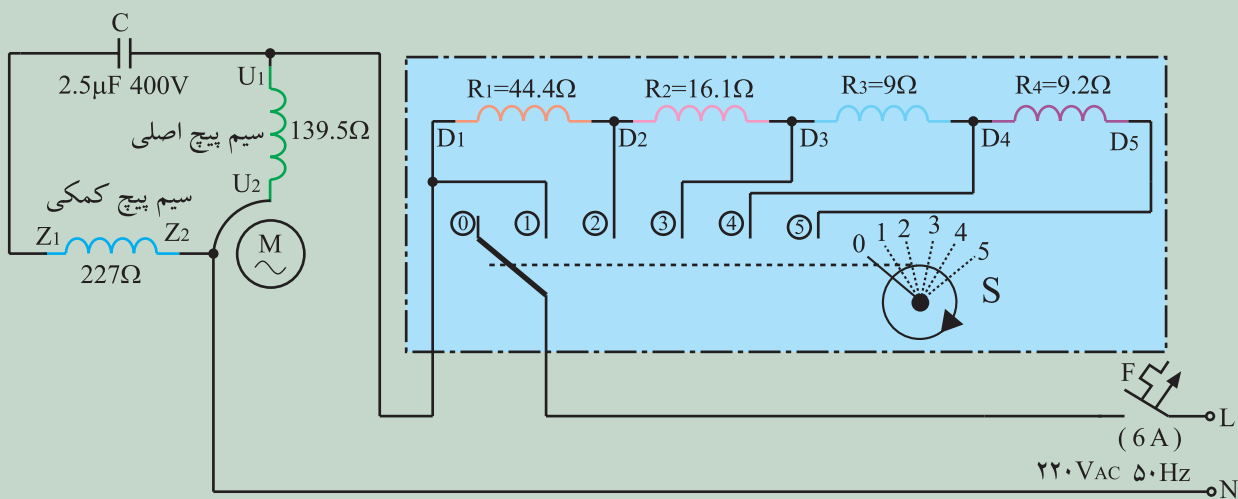 C
2.5µF 400V
U1
139.5Ω
سیم پیچ اصلی
U2
سیم پیچ کمکی
Z1
Z2
227Ω
M
R1=44.4Ω
R2=16.1Ω
R3=9Ω
R4=9.2Ω
D1
D2
D3
D4
D5
0
1
2
3
4
5
0 1 2 3 4 5
S
F
L
(6A)
۲۲۰VAC ۵۰Hz
N